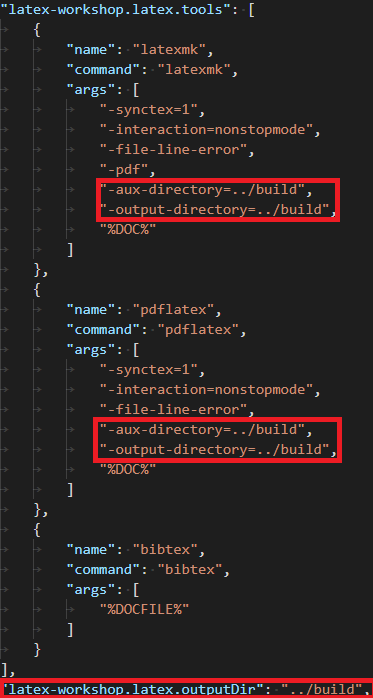 "latex-workshop.latex.tools": [
{
"name": "latexmk",
"command": "latexmk",
"args": [
"-synctex=1",
"-interaction=nonstopmode",
"-file-line-error",
"-pdf",
"-aux-directory=../build",
"-output-directory=../build",
"%DOC%"
]
},
{
"name": "pdflatex",
"command": "pdflatex",
"args": [
"-synctex=1",
"-interaction=nonstopmode",
"-file-line-error",
"-aux-directory=../build",
"-output-directory=../build",
"%DOC%"
]
},
{
"name": "bibtex",
"command": "bibtex",
"args": [
"%DOCFILE%"
]
}
],
"latex-workshop.latex.outputDir": "../build",